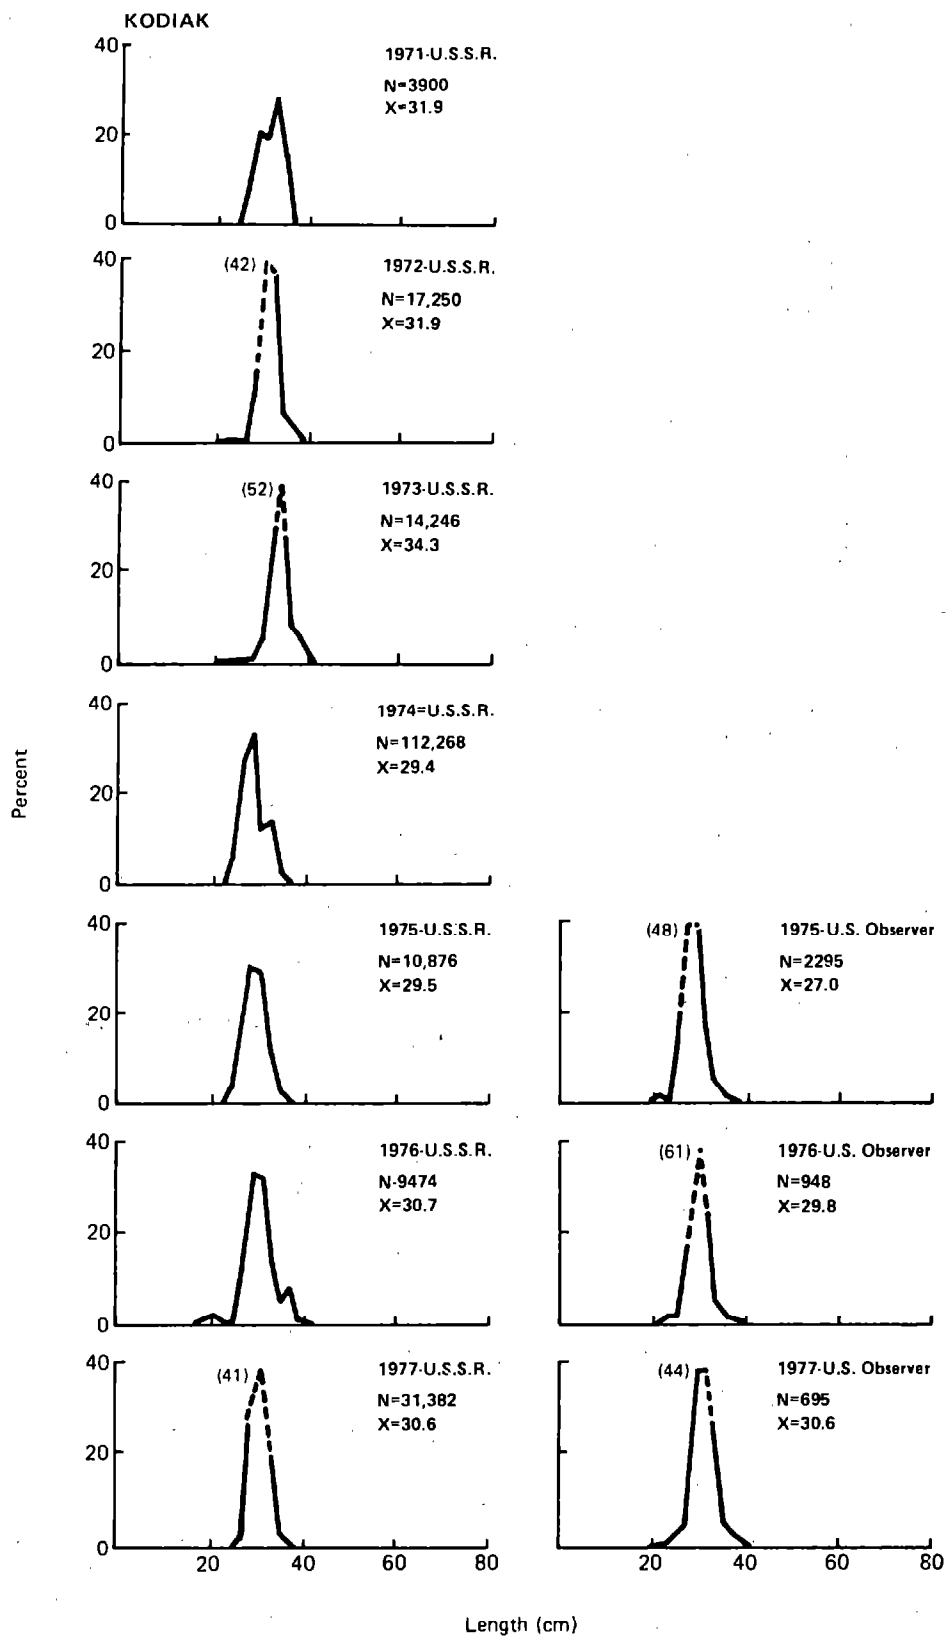 KODIAK
40
20
0
1971-U.S.S.R.
N=3900
X=31.9
40
20
0
(42)
1972-U.S.S.R.
N=17,250
X=31.9
40
20
0
(52)
1973-U.S.S.R.
N=14,246
X=34.3
40
20
0
1974=U.S.S.R.
N=112,268
X=29.4
Percent
40
20
0
1975-U.S.S.R.
N=10,876
X=29.5
(48)
1975-U.S. Observer
N=2295
X=27.0
40
20
0
1976-U.S.S.R.
N-9474
X=30.7
(61)
1976-U.S. Observer
N=948
X=29.8
40
20
0
(41)
1977-U.S.S.R.
N=31,382
X=30.6
(44)
1977-U.S. Observer
N=695
X=30.6
20 40 60 80
0 20 40 60 80
Length (cm)